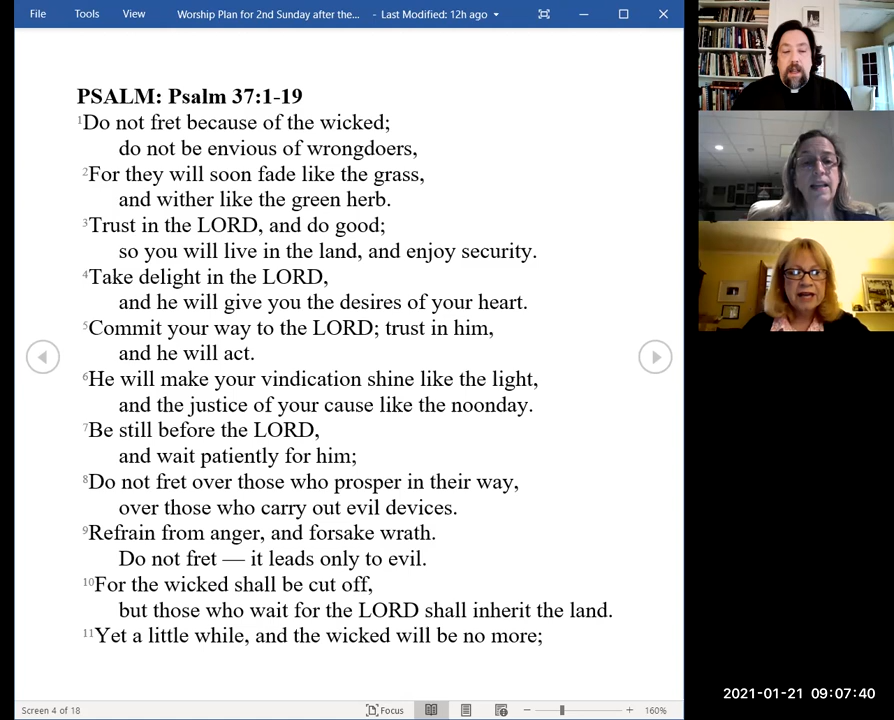 File Tools View Worship Plan for 2nd Sunday after the... - Last Modified: 12h ago
PSALM: Psalm 37:1-19
1Do not fret because of the wicked;
do not be envious of wrongdoers,
2For they will soon fade like the grass,
and wither like the green herb.
3Trust in the LORD, and do good;
so you will live in the land, and enjoy security.
4Take delight in the LORD,
and he will give you the desires of your heart.
5Commit your way to the LORD; trust in him,
and he will act.
6He will make your vindication shine like the light,
and the justice of your cause like the noonday.
7Be still before the LORD,
and wait patiently for him;
8Do not fret over those who prosper in their way,
over those who carry out evil devices.
9Refrain from anger, and forsake wrath.
Do not fret — it leads only to evil.
10For the wicked shall be cut off,
but those who wait for the LORD shall inherit the land.
11Yet a little while, and the wicked will be no more;
Screen 4 of 18 Focus 160%
2021-01-21 09:07:40